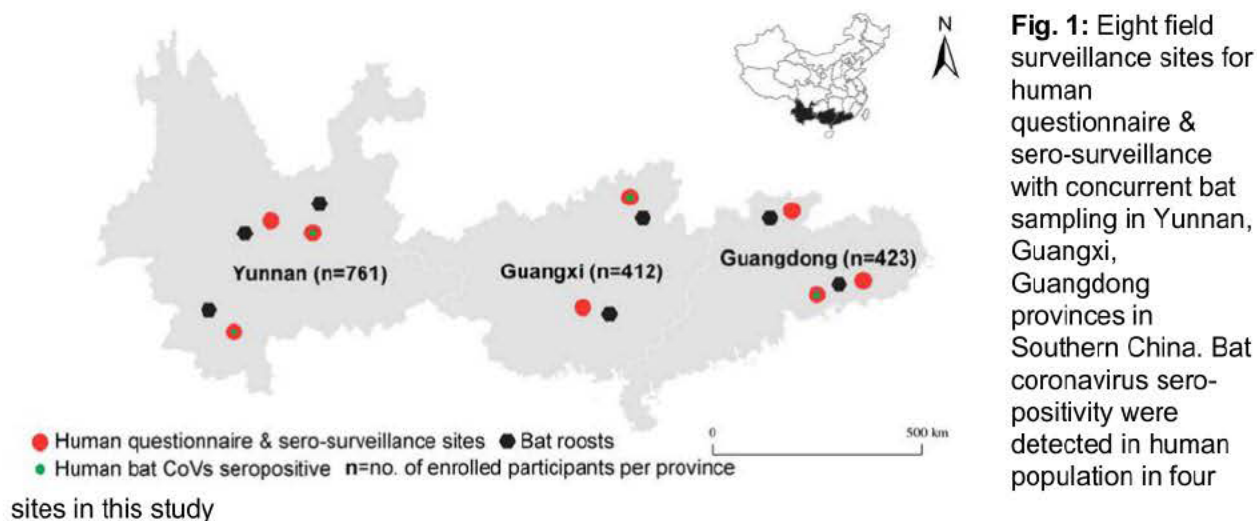 N
Yunnan (n=761)
Guangxi (n=412)
Guangdong (n=423)
Human questionnaire & sero-surveillance sites
Bat roosts
Human bat CoVs seropositive
n=no. of enrolled participants per province
0
500 km
Fig. 1: Eight field
surveillance sites for
human
questionnaire &
sero-surveillance
with concurrent bat
sampling in Yunnan,
Guangxi,
Guangdong
provinces in
Southern China. Bat
coronavirus sero-
positivity were
detected in human
population in four
sites in this study